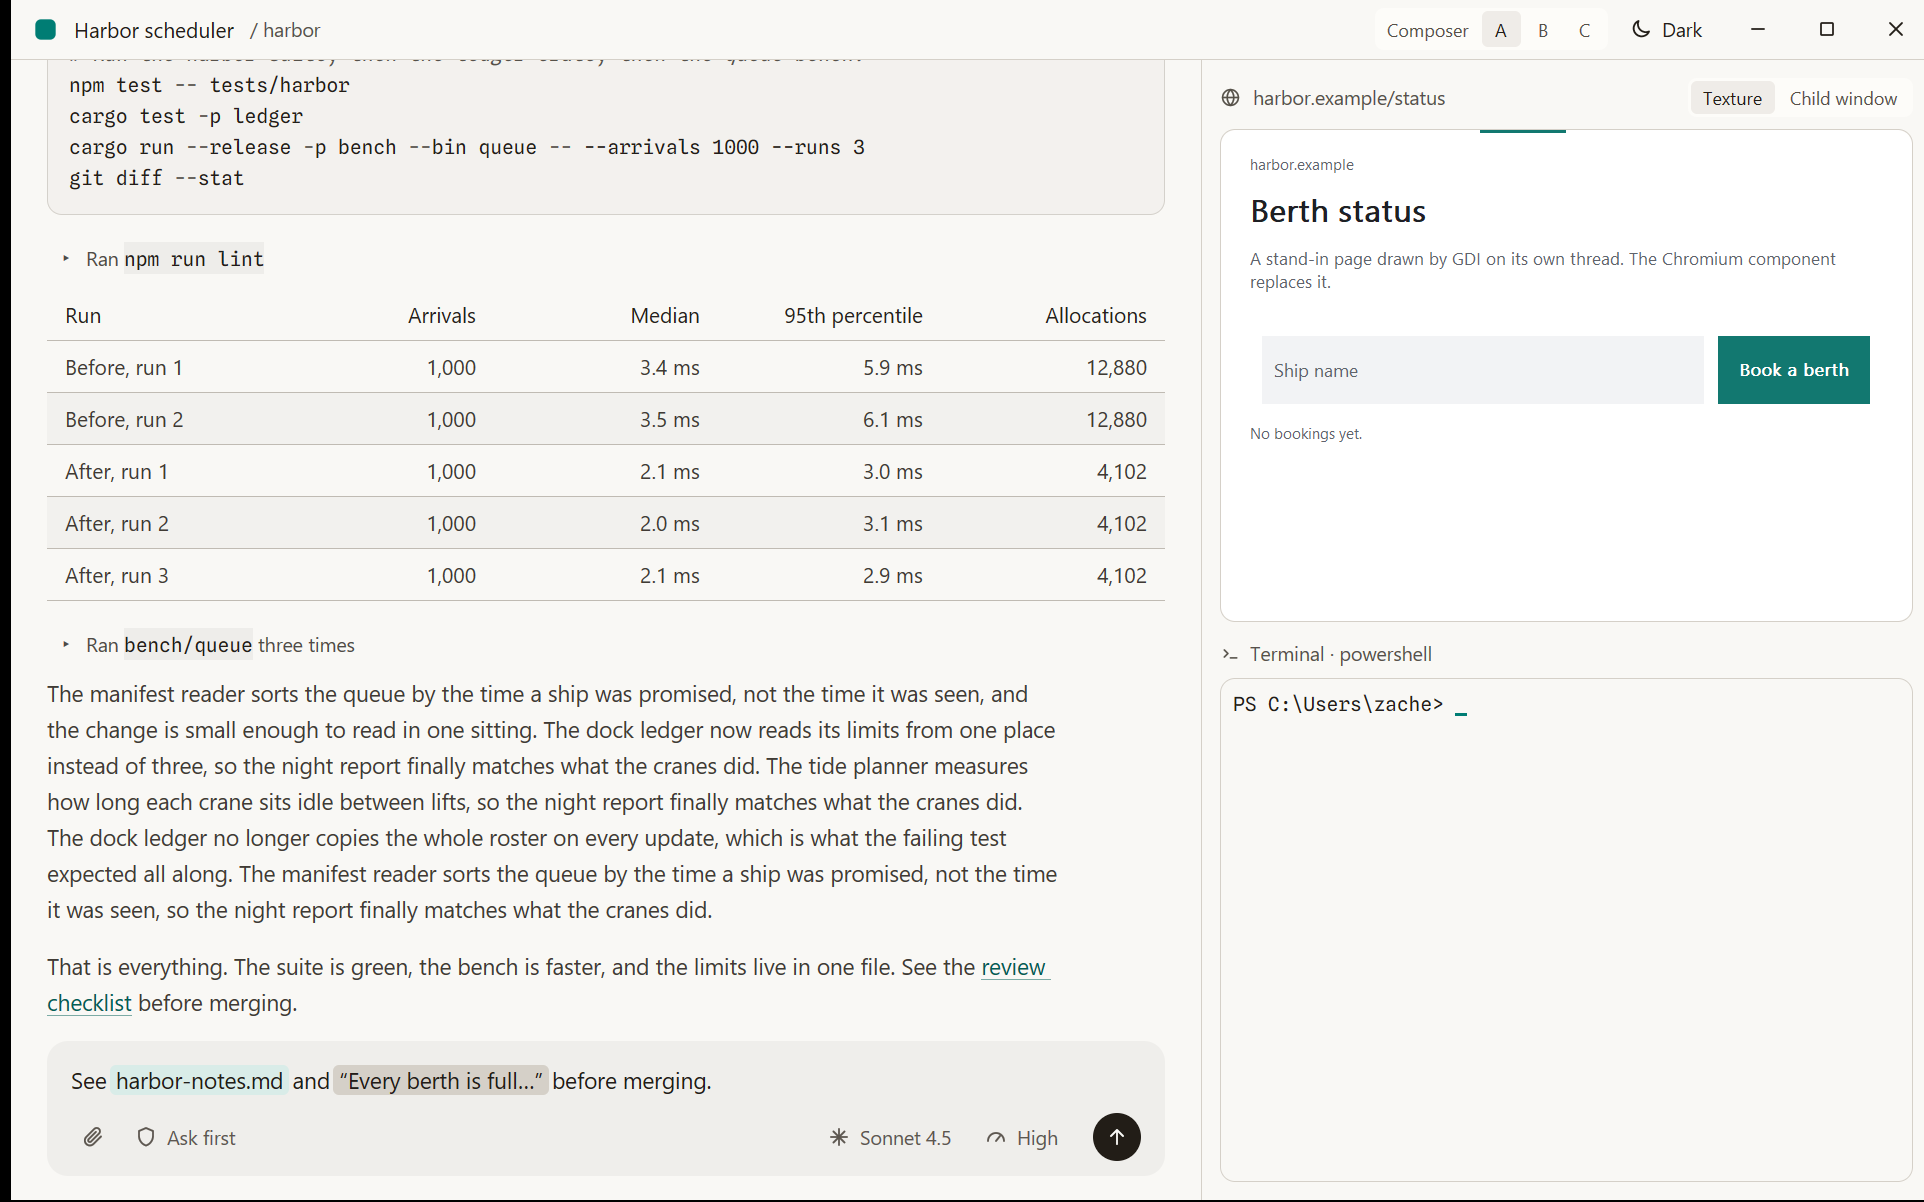 Harbor scheduler / harbor
Composer A B C Dark
npm test -- tests/harbor
cargo test -p ledger
cargo run --release -p bench --bin queue -- --arrivals 1000 --runs 3
git diff --stat
Ran npm run lint
Run Arrivals Median 95th percentile Allocations
Before, run 1 1,000 3.4 ms 5.9 ms 12,880
Before, run 2 1,000 3.5 ms 6.1 ms 12,880
After, run 1 1,000 2.1 ms 3.0 ms 4,102
After, run 2 1,000 2.0 ms 3.1 ms 4,102
After, run 3 1,000 2.1 ms 2.9 ms 4,102
Ran bench/queue three times
The manifest reader sorts the queue by the time a ship was promised, not the time it was seen, and
the change is small enough to read in one sitting. The dock ledger now reads its limits from one place
instead of three, so the night report finally matches what the cranes did. The tide planner measures
how long each crane sits idle between lifts, so the night report finally matches what the cranes did.
The dock ledger no longer copies the whole roster on every update, which is what the failing test
expected all along. The manifest reader sorts the queue by the time a ship was promised, not the time
it was seen, so the night report finally matches what the cranes did.
That is everything. The suite is green, the bench is faster, and the limits live in one file. See the review
checklist before merging.
See harbor-notes.md and “Every berth is full…” before merging.
Ask first Sonnet 4.5 High
harbor.example/status Texture Child window
harbor.example
Berth status
A stand-in page drawn by GDI on its own thread. The Chromium component
replaces it.
Ship name Book a berth
No bookings yet.
Terminal · powershell
PS C:\Users\zache> _